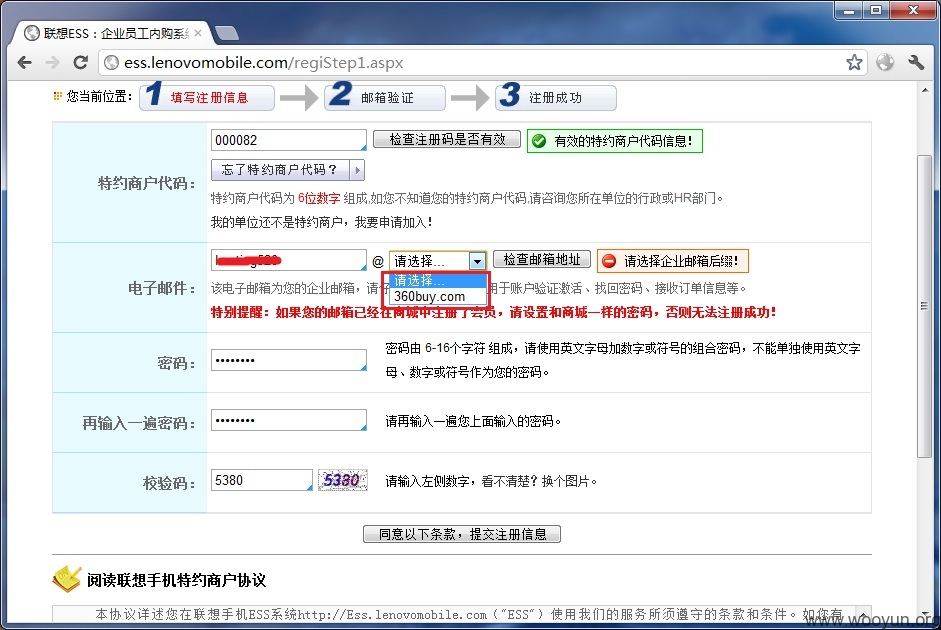 联想ESS：企业员工内购系
ess.lenovomobile.com/regiStep1.aspx
您当前位置： 1 填写注册信息 2 邮箱验证 3 注册成功
特约商户代码： 000082 检查注册码是否有效 有效的特约商户代码信息！
忘了特约商户代码？
特约商户代码为 6位数字 组成,如您不知道您的特约商户代码,请咨询您所在单位的行政或HR部门。
我的单位还不是特约商户，我要申请加入！
电子邮件： @ 请选择... 检查邮箱地址 请选择企业邮箱后缀！
请选择...
360buy.com
该电子邮箱为您的企业邮箱，请 用于账户验证激活、找回密码、接收订单信息等。
特别提醒：如果您的邮箱已经在商城中注册了会员，请设置和商城一样的密码，否则无法注册成功！
密码： •••••••• 密码由 6-16个字符 组成，请使用英文字母加数字或符号的组合密码，不能单独使用英文字
母、数字或符号作为您的密码。
再输入一遍密码： •••••••• 请再输入一遍您上面输入的密码。
校验码： 5380 5380 请输入左侧数字，看不清楚？换个图片。
同意以下条款，提交注册信息
阅读联想手机特约商户协议
本协议详述您在联想手机ESS系统http://Ess.lenovomobile.com（“ESS”）使用我们的服务所须遵守的条款和条件。如您有
www.wooyun.org